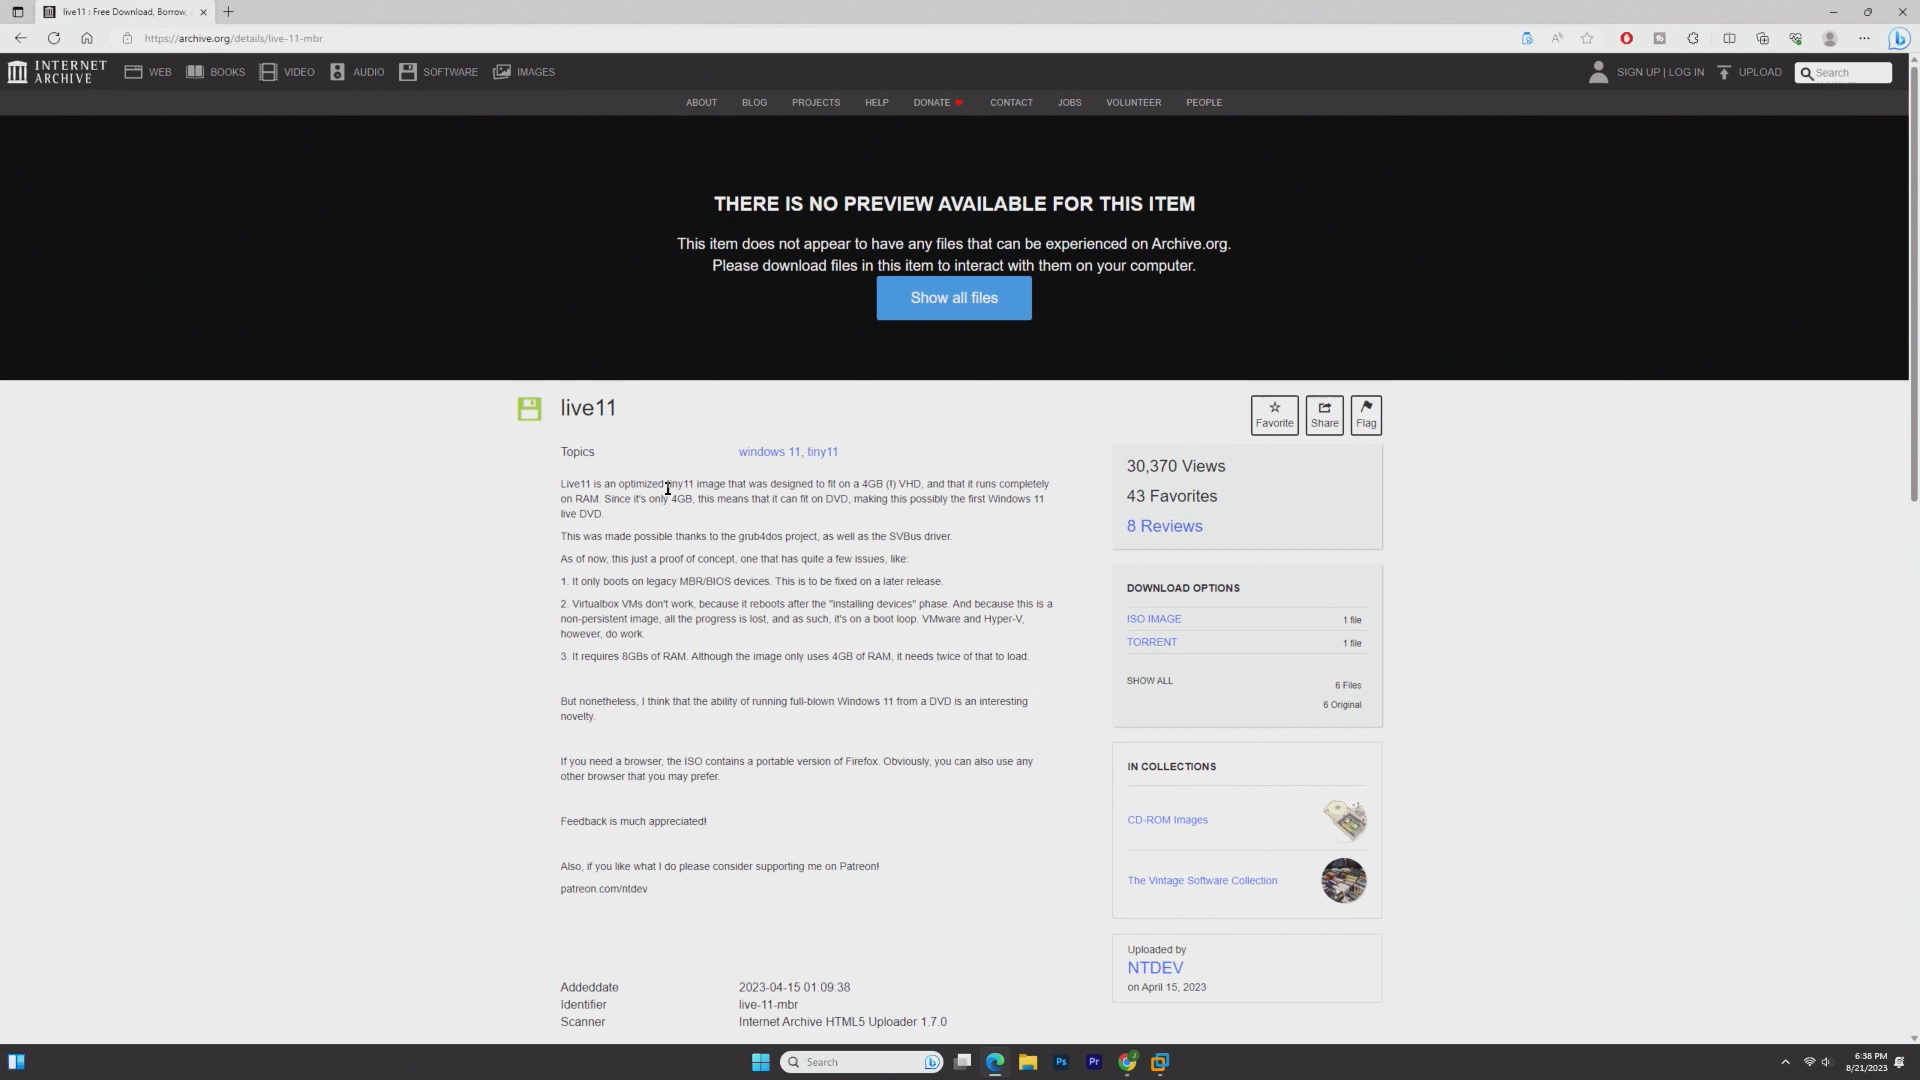 live11 : Free Download, Borrow,
https://archive.org/details/live-11-mbr
INTERNET
ARCHIVE
WEB
BOOKS
VIDEO
AUDIO
SOFTWARE
IMAGES
SIGN UP | LOG IN
UPLOAD
Search
ABOUT
BLOG
PROJECTS
HELP
DONATE
CONTACT
JOBS
VOLUNTEER
PEOPLE
THERE IS NO PREVIEW AVAILABLE FOR THIS ITEM
This item does not appear to have any files that can be experienced on Archive.org.
Please download files in this item to interact with them on your computer.
Show all files
live11
Favorite
Share
Flag
Topics
windows 11, tiny11
Live11 is an optimized tiny11 image that was designed to fit on a 4GB (!) VHD, and that it runs completely
on RAM. Since it's only 4GB, this means that it can fit on DVD, making this possibly the first Windows 11
live DVD.
This was made possible thanks to the grub4dos project, as well as the SVBus driver.
As of now, this just a proof of concept, one that has quite a few issues, like:
1. It only boots on legacy MBR/BIOS devices. This is to be fixed on a later release.
2. Virtualbox VMs don't work, because it reboots after the "installing devices" phase. And because this is a
non-persistent image, all the progress is lost, and as such, it's on a boot loop. VMware and Hyper-V,
however, do work.
3. It requires 8GBs of RAM. Although the image only uses 4GB of RAM, it needs twice of that to load.
But nonetheless, I think that the ability of running full-blown Windows 11 from a DVD is an interesting
novelty.
If you need a browser, the ISO contains a portable version of Firefox. Obviously, you can also use any
other browser that you may prefer.
Feedback is much appreciated!
Also, if you like what I do please consider supporting me on Patreon!
patreon.com/ntdev
Addeddate 2023-04-15 01:09:38
Identifier live-11-mbr
Scanner Internet Archive HTML5 Uploader 1.7.0
30,370 Views
43 Favorites
8 Reviews
DOWNLOAD OPTIONS
ISO IMAGE 1 file
TORRENT 1 file
SHOW ALL 6 Files
6 Original
IN COLLECTIONS
CD-ROM Images
The Vintage Software Collection
Uploaded by
NTDEV
on April 15, 2023
Search
Ps
Pr
6:38 PM
8/21/2023